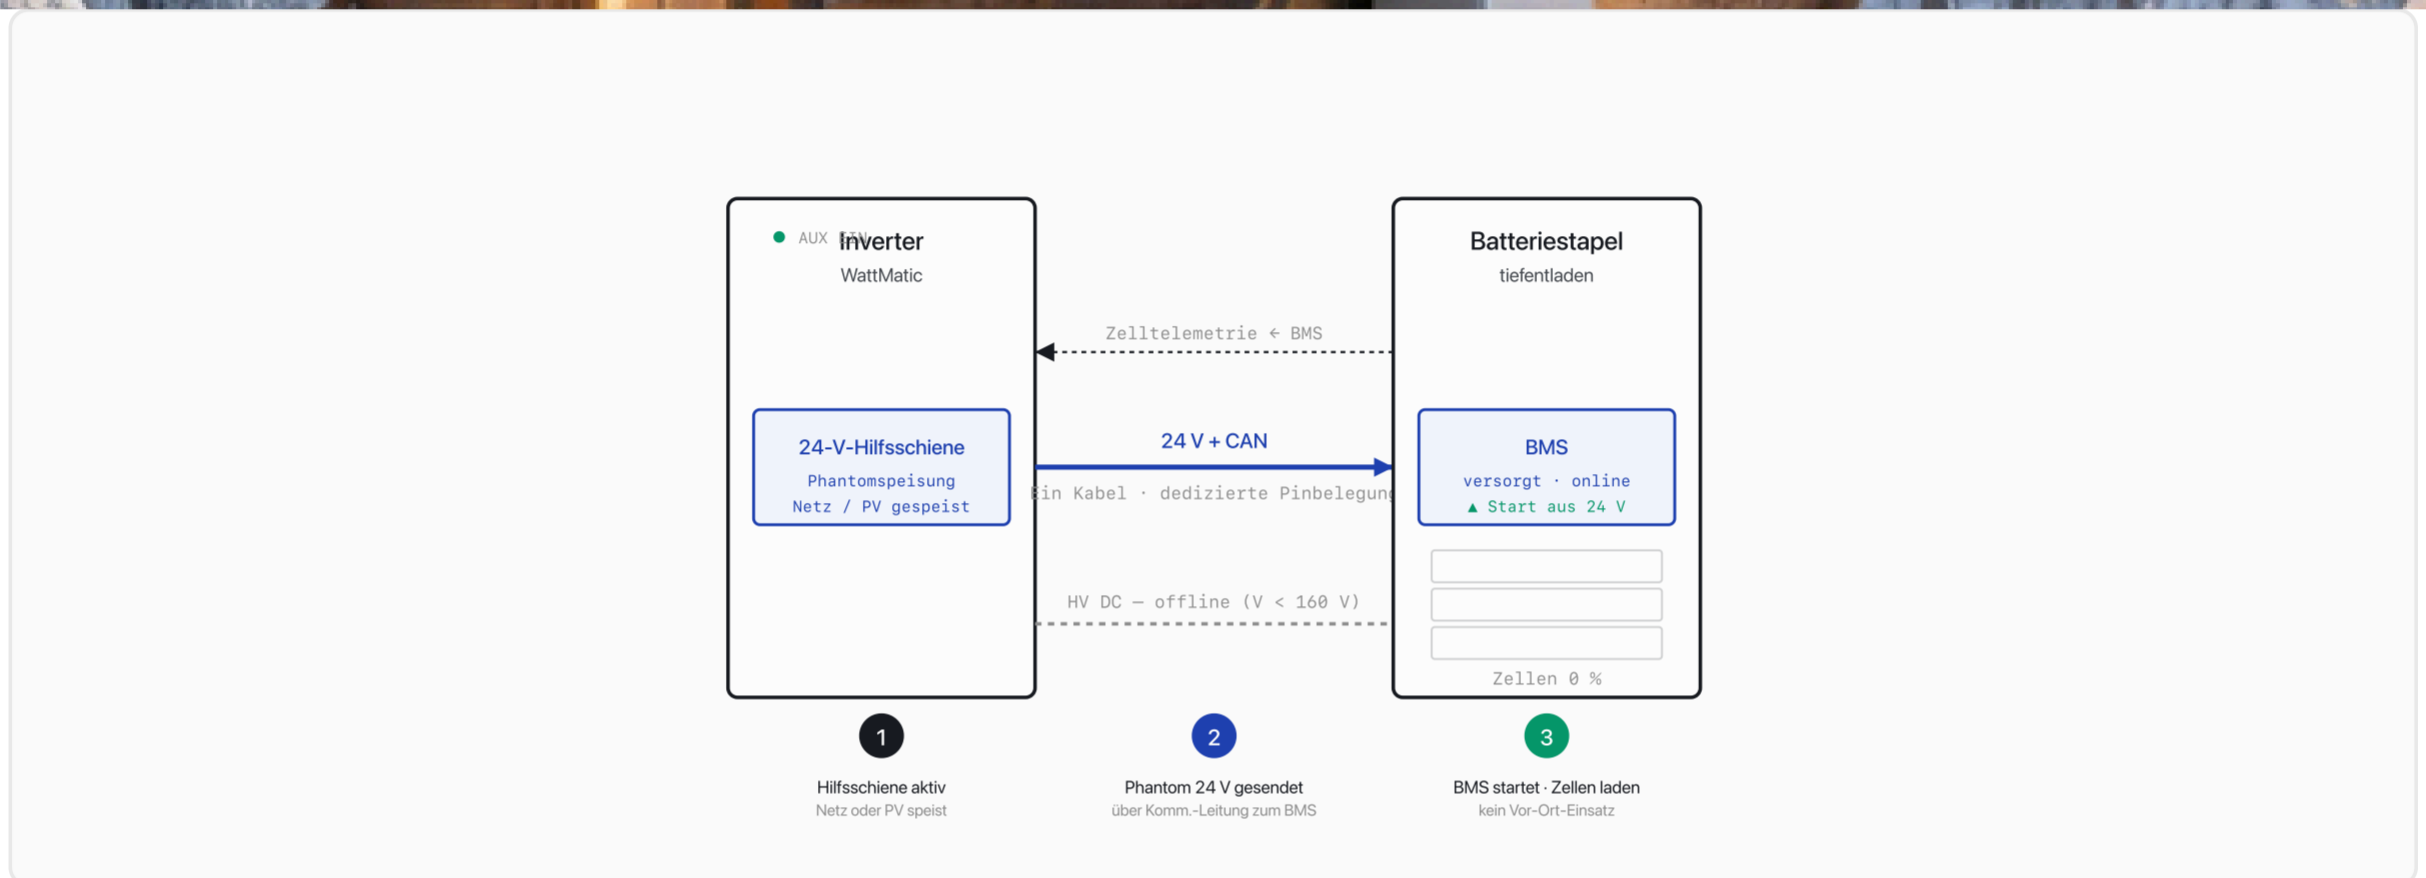 AUX EIN
Inverter
WattMatic
Batteriestapel
tiefentladen
Zelltelemetrie ← BMS
24-V-Hilfsschiene
Phantomspeisung
Netz / PV gespeist
24 V + CAN
Ein Kabel · dedizierte Pinbelegung
BMS
versorgt · online
▲ Start aus 24 V
HV DC — offline (V < 160 V)
Zellen 0 %
1
Hilfsschiene aktiv
Netz oder PV speist
2
Phantom 24 V gesendet
über Komm.-Leitung zum BMS
3
BMS startet · Zellen laden
kein Vor-Ort-Einsatz